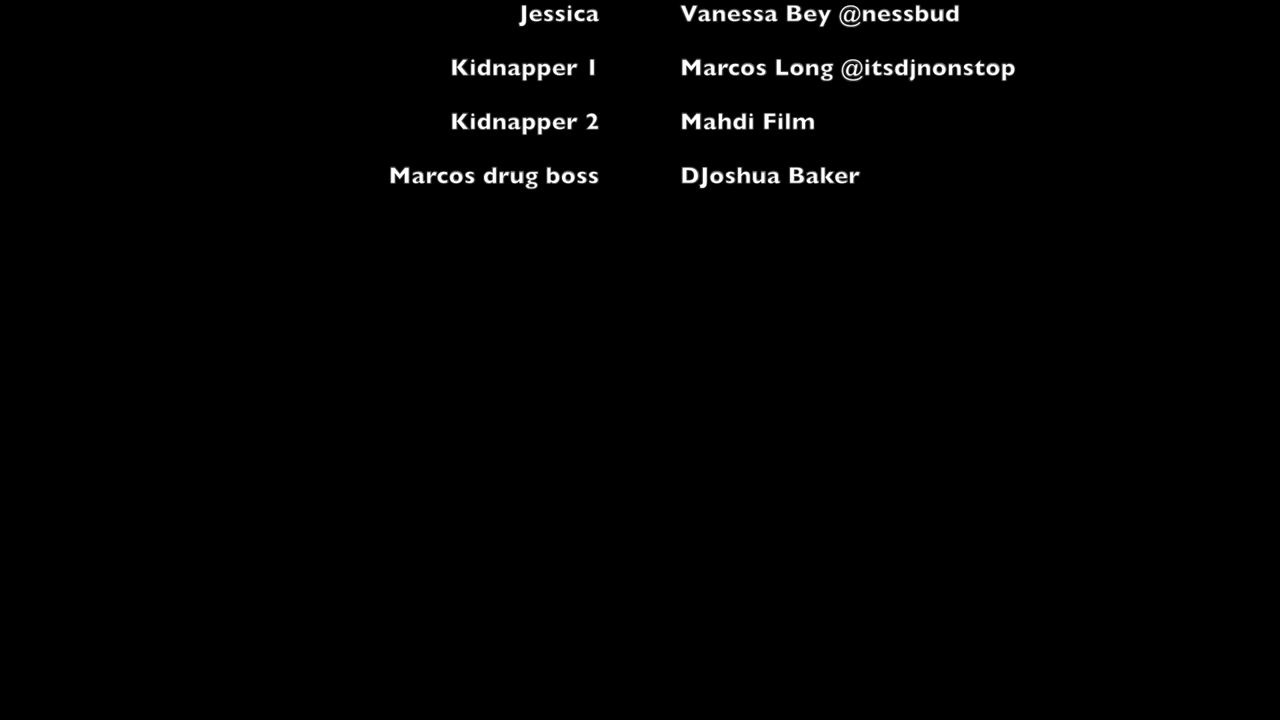 Jessica Vanessa Bey @nessbud
Kidnapper 1 Marcos Long @itsdjnonstop
Kidnapper 2 Mahdi Film
Marcos drug boss DJoshua Baker